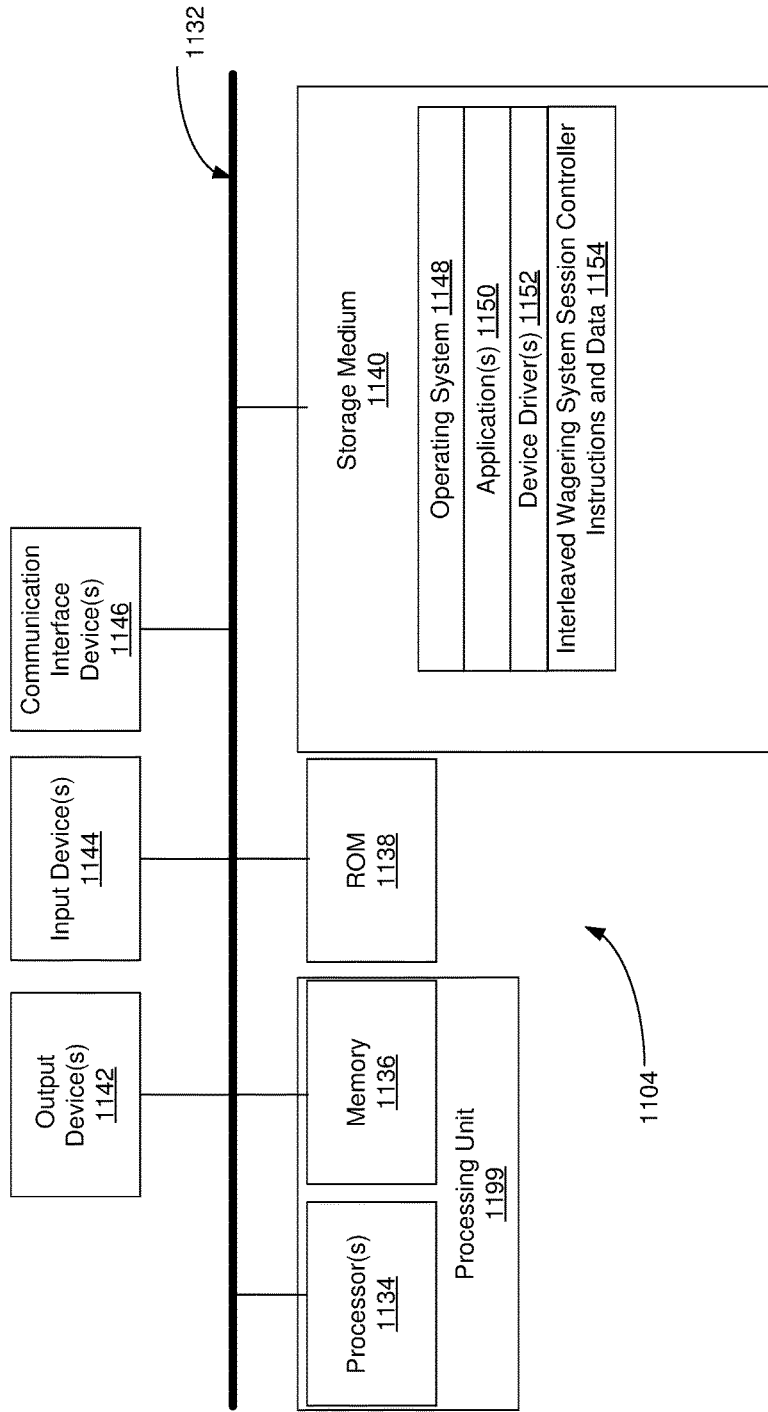 1132
Output
Device(s)
1142
Input Device(s)
1144
Communication
Interface
Device(s)
1146
Processor(s)
1134
Memory
1136
Processing Unit
1199
ROM
1138
Storage Medium
1140
Operating System 1148
Application(s) 1150
Device Driver(s) 1152
Interleaved Wagering System Session Controller
Instructions and Data 1154
1104